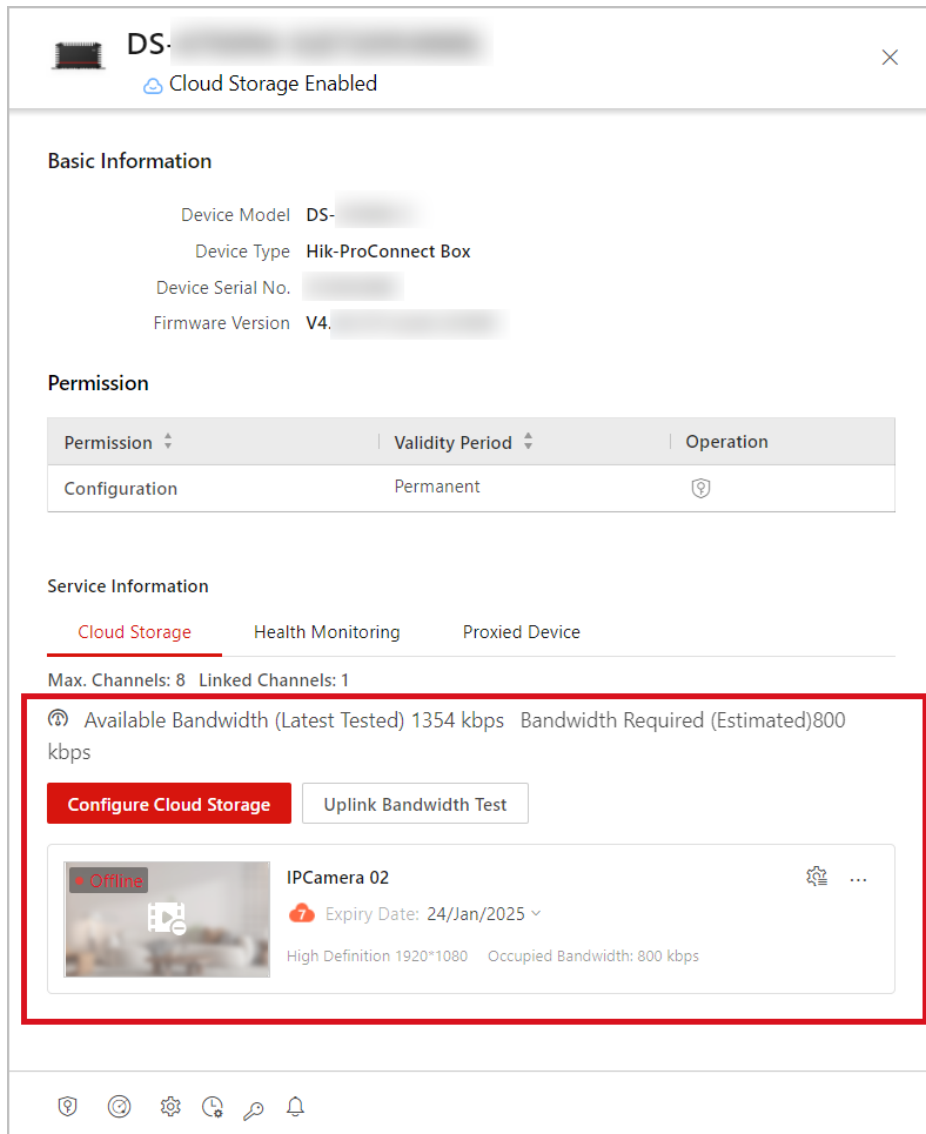 DS-
Cloud Storage Enabled
Basic Information
Device Model DS-
Device Type Hik-ProConnect Box
Device Serial No.
Firmware Version V4.
Permission
Permission Validity Period Operation
Configuration Permanent
Service Information
Cloud Storage Health Monitoring Proxied Device
Max. Channels: 8 Linked Channels: 1
Available Bandwidth (Latest Tested) 1354 kbps Bandwidth Required (Estimated)800
kbps
Configure Cloud Storage Uplink Bandwidth Test
Offline
IPCamera 02
7 Expiry Date: 24/Jan/2025
High Definition 1920*1080 Occupied Bandwidth: 800 kbps